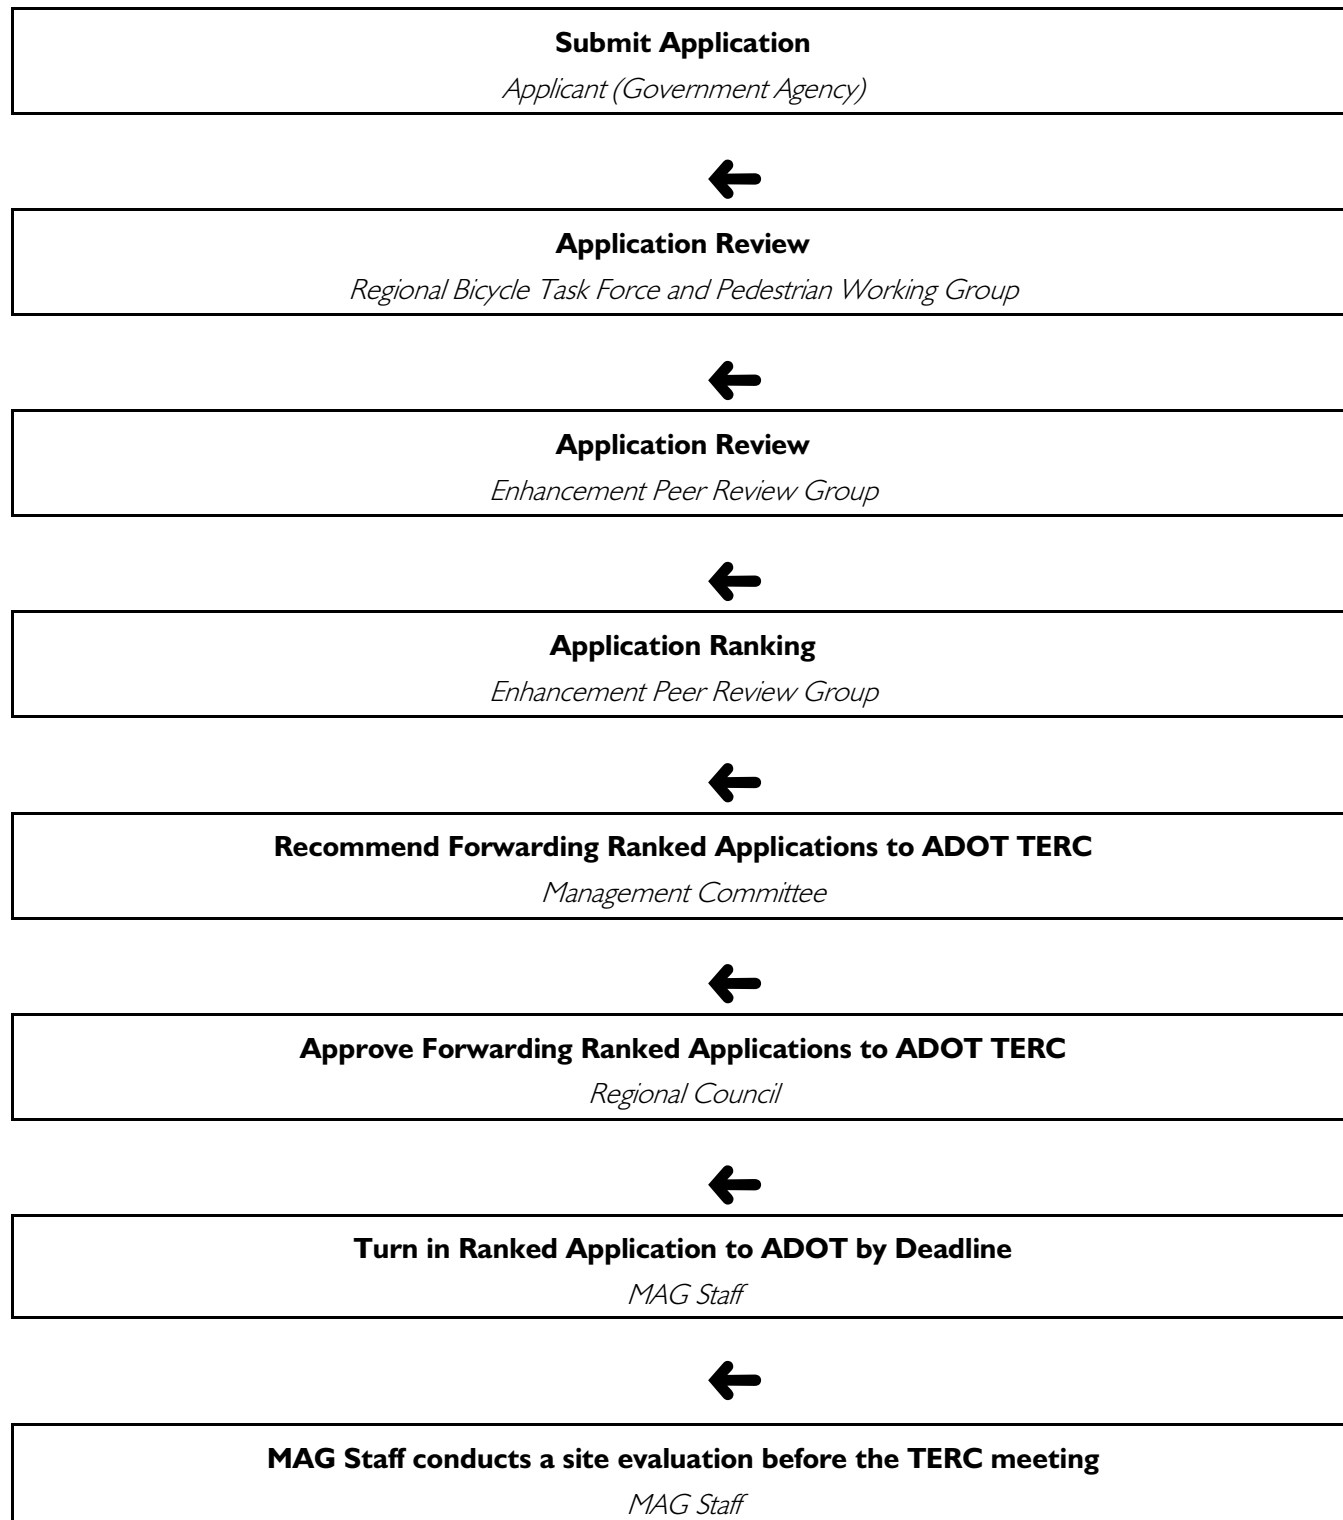 Submit Application
Applicant (Government Agency)
Application Review
Regional Bicycle Task Force and Pedestrian Working Group
Application Review
Enhancement Peer Review Group
Application Ranking
Enhancement Peer Review Group
Recommend Forwarding Ranked Applications to ADOT TERC
Management Committee
Approve Forwarding Ranked Applications to ADOT TERC
Regional Council
Turn in Ranked Application to ADOT by Deadline
MAG Staff
MAG Staff conducts a site evaluation before the TERC meeting
MAG Staff